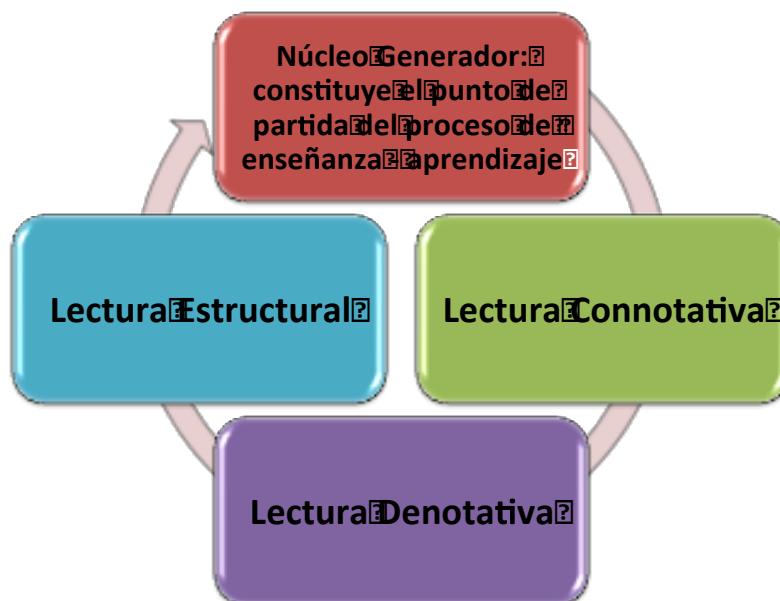 Núcleo Generador:
constituye el punto de
partida del proceso de
enseñanza - aprendizaje
Lectura Estructural
Lectura Connotativa
Lectura Denotativa